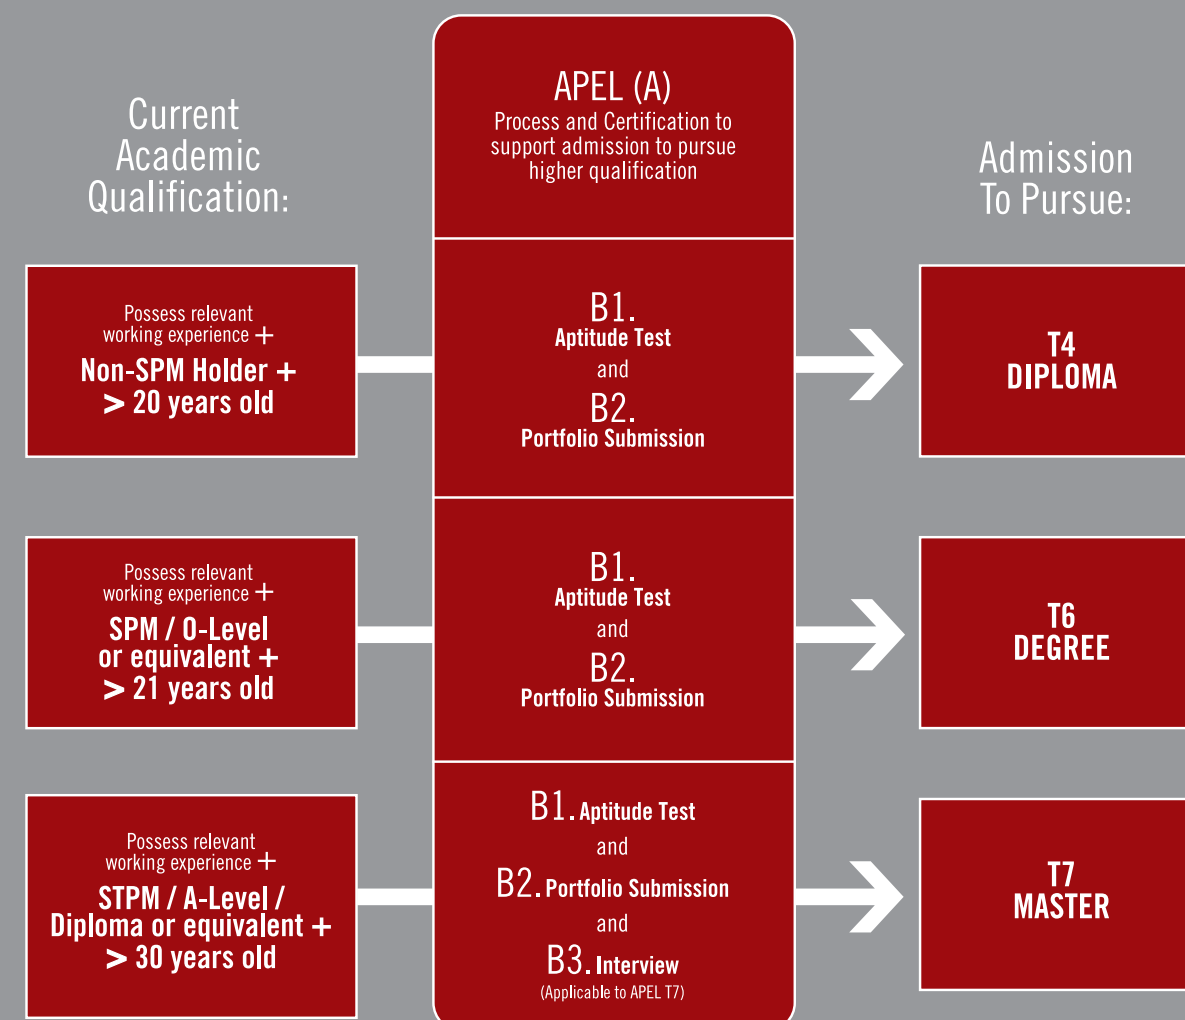 Current
Academic
Qualification:
APEL (A)
Process and Certification to
support admission to pursue
higher qualification
Admission
To Pursue:
Possess relevant
working experience +
Non-SPM Holder +
> 20 years old
B1.
Aptitude Test
and
B2.
Portfolio Submission
T4
DIPLOMA
Possess relevant
working experience +
SPM / O-Level
or equivalent +
> 21 years old
B1.
Aptitude Test
and
B2.
Portfolio Submission
T6
DEGREE
Possess relevant
working experience +
STPM / A-Level /
Diploma or equivalent +
> 30 years old
B1. Aptitude Test
and
B2. Portfolio Submission
and
B3. Interview
(Applicable to APEL T7)
T7
MASTER